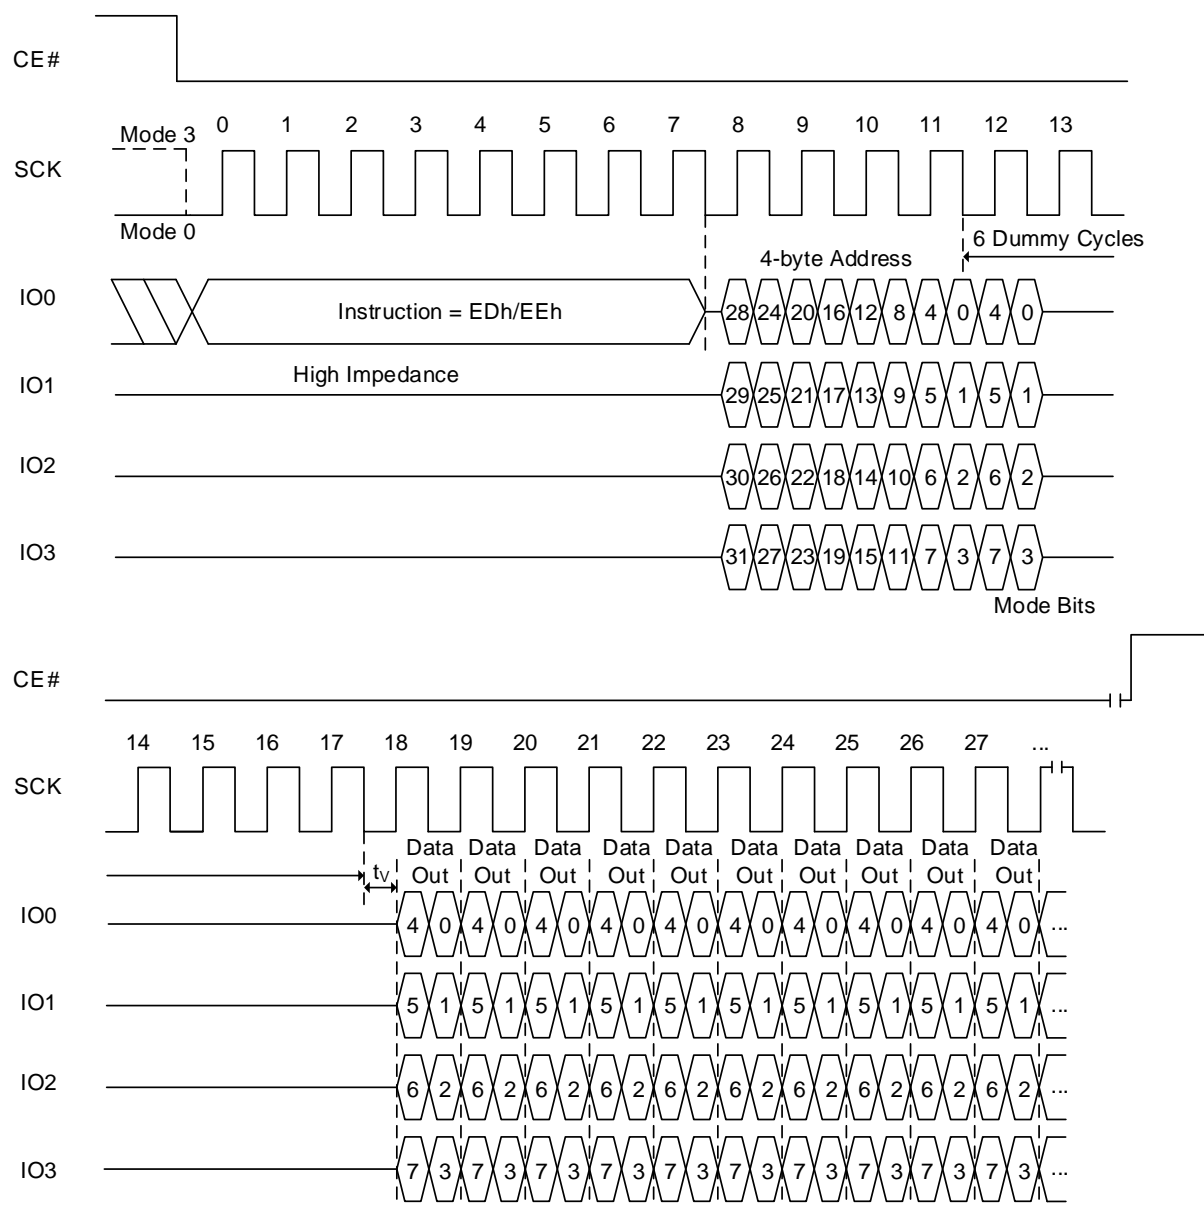 CE#
Mode 3 0 1 2 3 4 5 6 7 8 9 10 11 12 13
SCK
Mode 0
6 Dummy Cycles
4-byte Address
IO0 Instruction = EDh/EEh 28 24 20 16 12 8 4 0 4 0
High Impedance
IO1 29 25 21 17 13 9 5 1 5 1
IO2 30 26 22 18 14 10 6 2 6 2
IO3 31 27 23 19 15 11 7 3 7 3
Mode Bits
CE#
14 15 16 17 18 19 20 21 22 23 24 25 26 27 ...
SCK
Data Data Data Data Data Data Data Data Data Data
tV Out Out Out Out Out Out Out Out Out Out
IO0 4 0 4 0 4 0 4 0 4 0 4 0 4 0 4 0 4 0 4 0 ...
IO1 5 1 5 1 5 1 5 1 5 1 5 1 5 1 5 1 5 1 5 1 ...
IO2 6 2 6 2 6 2 6 2 6 2 6 2 6 2 6 2 6 2 6 2 ...
IO3 7 3 7 3 7 3 7 3 7 3 7 3 7 3 7 3 7 3 7 3 ...